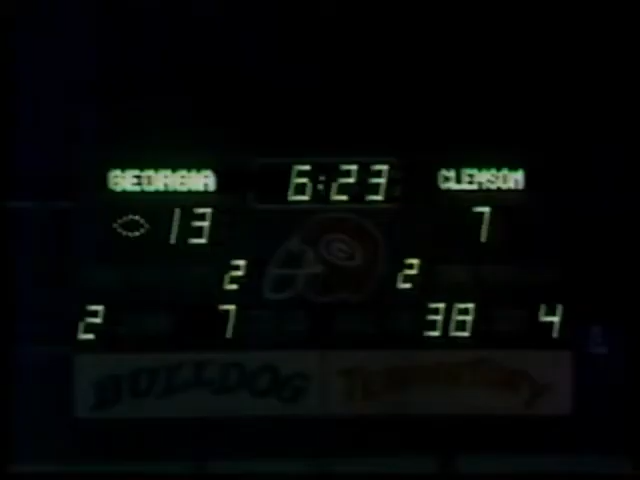 GEORGIA 6:23 CLEMSON
13 7
G
2 2
2 7 38 4
BULLDOG